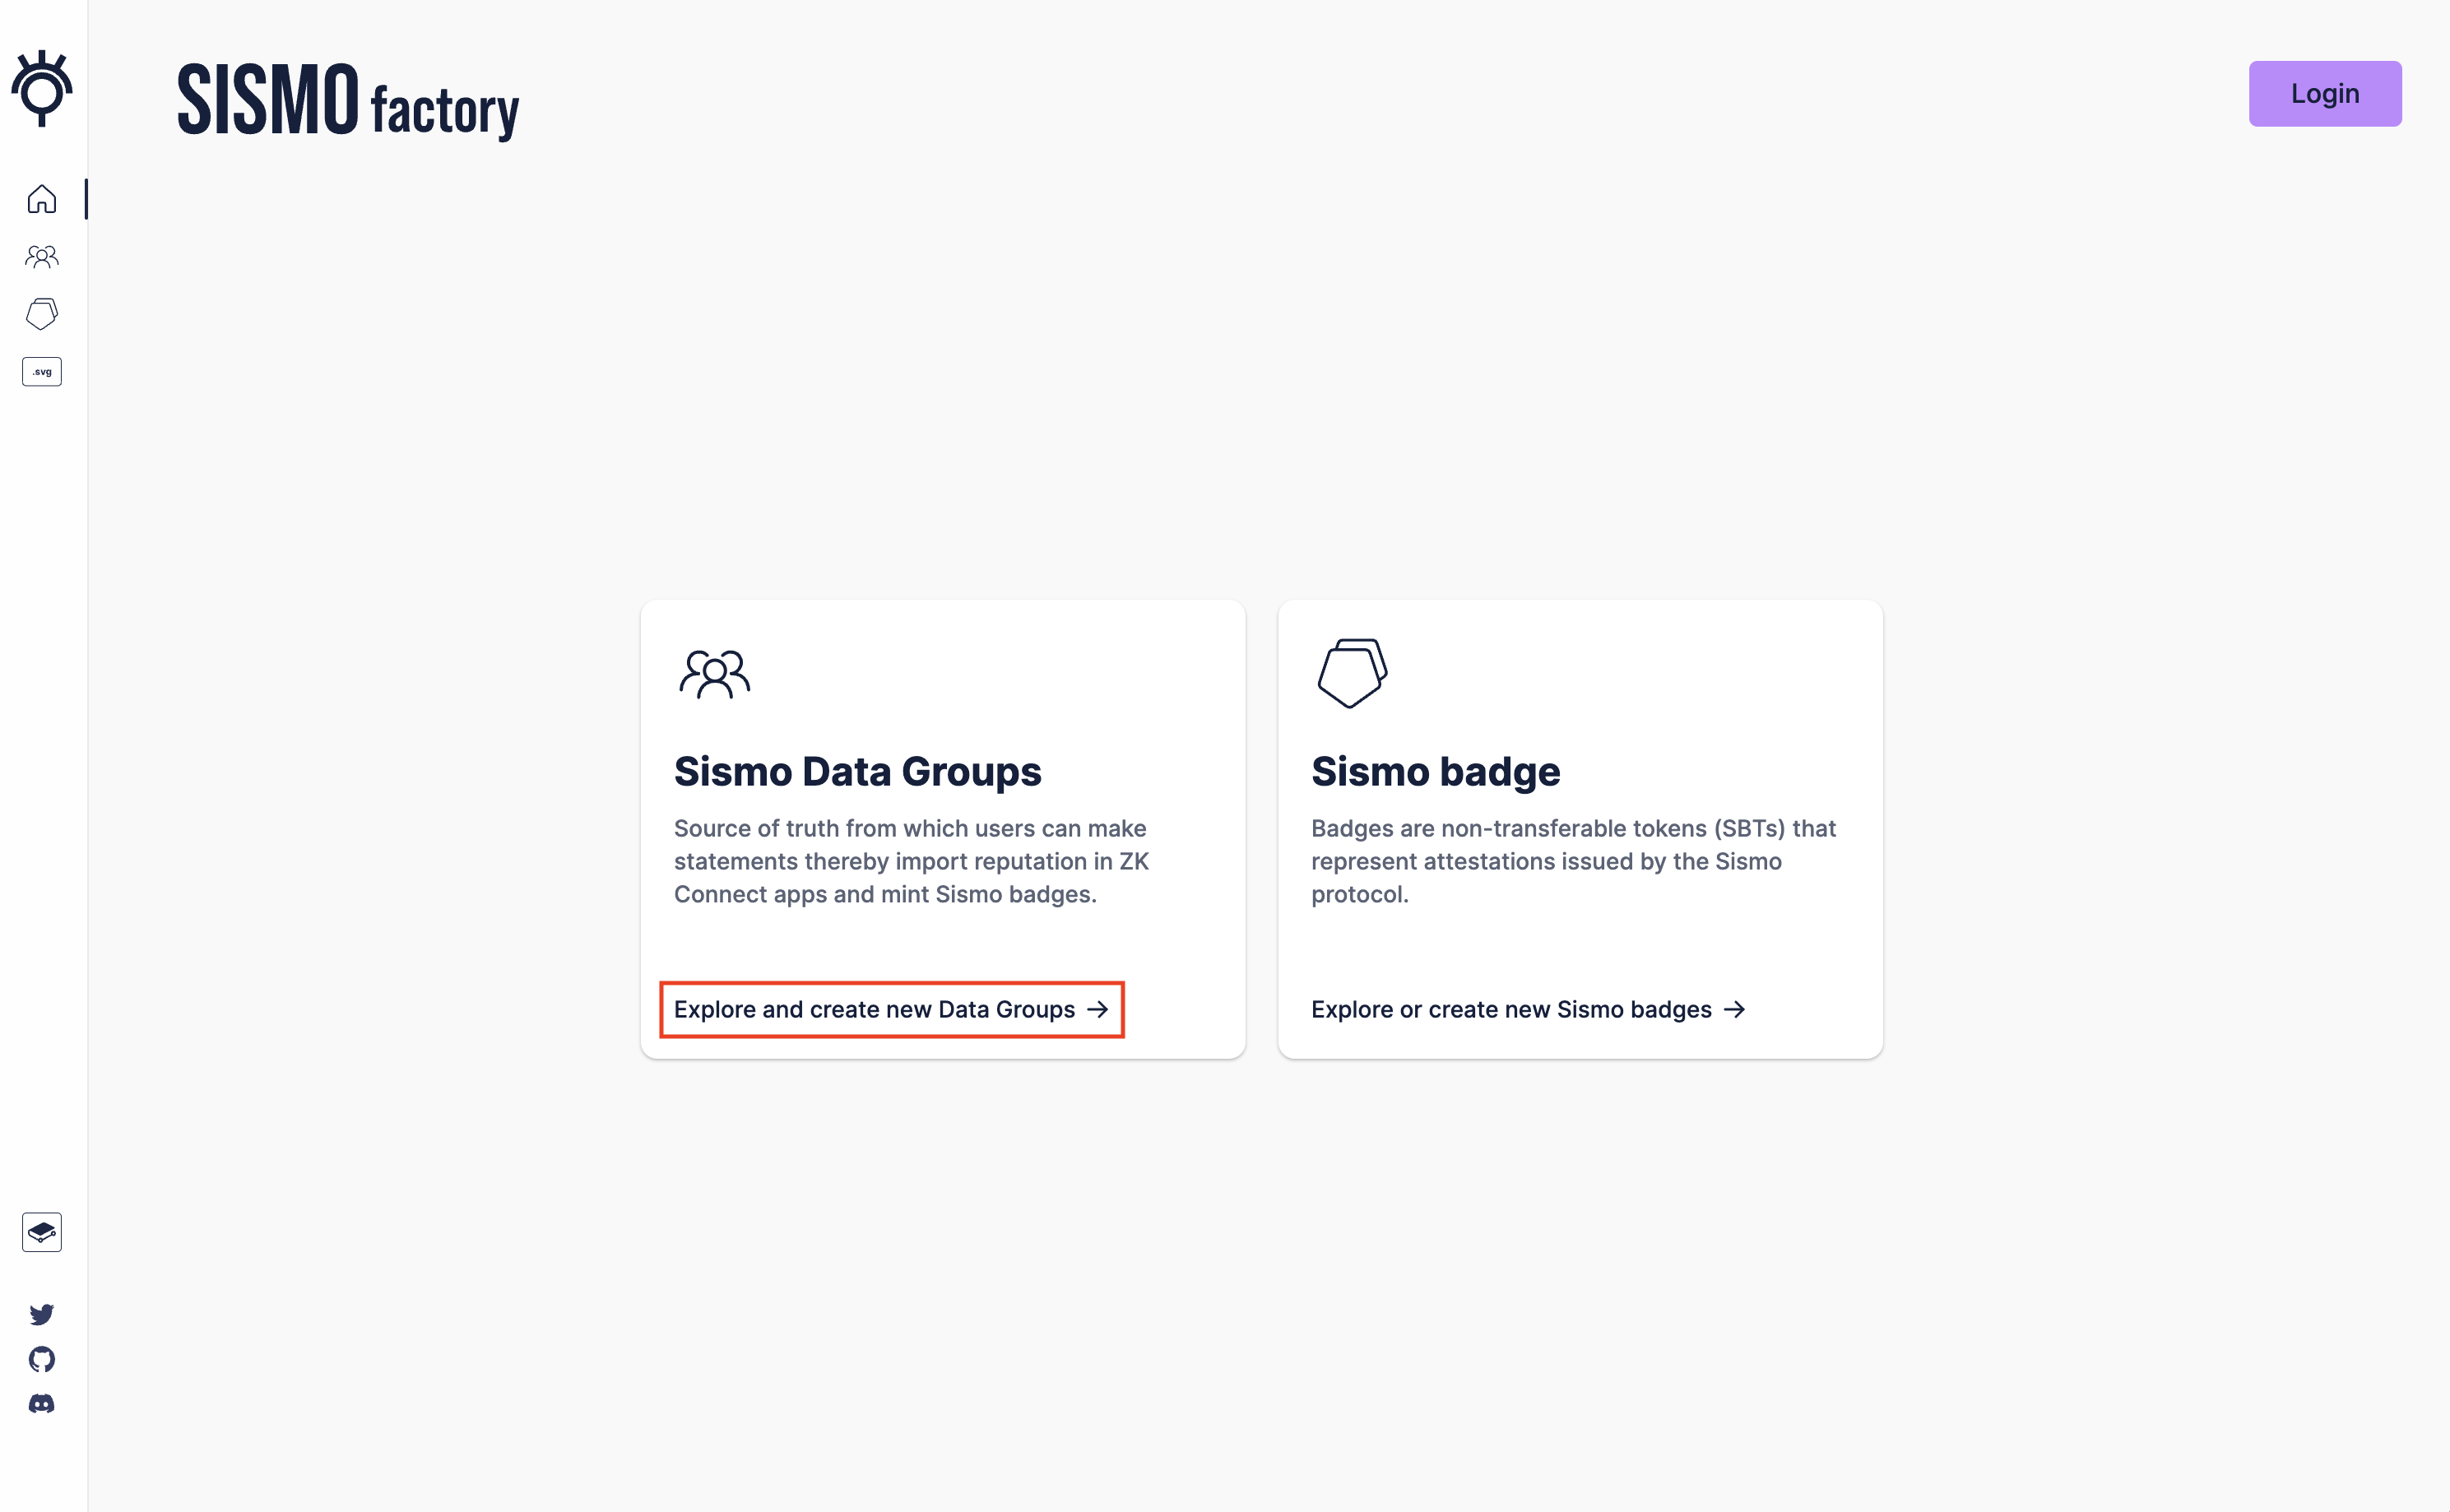 SISMO factory
Login
.svg
Sismo Data Groups
Source of truth from which users can make
statements thereby import reputation in ZK
Connect apps and mint Sismo badges.
Explore and create new Data Groups →
Sismo badge
Badges are non-transferable tokens (SBTs) that
represent attestations issued by the Sismo
protocol.
Explore or create new Sismo badges →